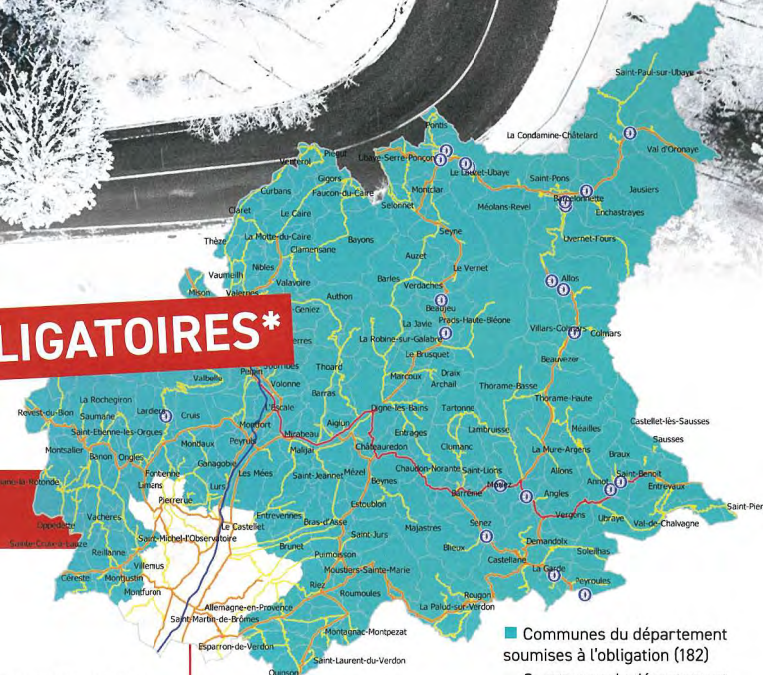 Saint-Paul-sur-Ubaye
Pontis
La Condamine-Châtelard
Val d'Oronaye
Venterol
Piégut
Ubaye-Serre-Ponçon
Le Lauzet-Ubaye
Saint-Pons
Gigors
Jausiers
Curbans
Faucon-du-Caire
Montclar
Barcelonnette
Selonnet
Méolans-Revel
Enchastrayes
Claret
Le Caire
Seyne
Thèze
La Motte-du-Caire
Bayons
Uvernet-Fours
Clamensane
Auzet
Vaumeilh
Nibles
Le Vernet
Valavoire
Barles
Allos
Mison
Valernes
Authon
Verdaches
Beaujeu
Geniez
La Javie
Prads-Haute-Bléone
LIGATOIRES*
Villars-Colmars
Colmars
La Robine-sur-Galabre
Le Brusquet
Beauvezer
Thoard
Draix
Valbelle
Marcoux
Archail
Volonne
Thorame-Basse
La Rochegiron
Barras
Thorame-Haute
Revest-du-Bion
Saumane
Lardiers
Cruis
L'Escale
Digne-les-Bains
Tartonne
Castellet-lès-Sausses
Saint-Etienne-les-Orgues
Montfort
Mirabeau
Aiglun
Entrages
Lambruisse
Méailles
Sausses
Montsalier
Peyruis
Malijai
Châteauredon
Clumanc
La Mure-Argens
Braux
Banon
Ongles
Ganagobie
Les Mées
Saint-Jeannet
Mézel
Chaudon-Norante
Saint-Lions
Allons
Saint-Benoit
Fontienne
Beynes
Annot
Entrevaux
Limans
Lurs
Barrême
Angles
Pierrerue
Estoublon
Saint-Pier
Vachères
Le Castellet
Entrevennes
Bras-d'Asse
Majastres
Senez
Vergons
Ubraye
Val-de-Chalvagne
Oppedette
Saint-Michel-l'Observatoire
Saint-Jurs
Sainte-Croix-à-Lauze
Brunet
Blieux
Demandolx
Soleilhas
Reillanne
Puimoisson
Castellane
Villemus
Moustiers-Sainte-Marie
La Garde
Céreste
Montjustin
Riez
Peyroules
Montfuron
Roumoules
Rougon
Allemagne-en-Provence
La Palud-sur-Verdon
Saint-Martin-de-Brômes
Montagnac-Montpezat
Communes du département
Esparron-de-Verdon
soumises à l'obligation (182)
Saint-Laurent-du-Verdon
Quinson